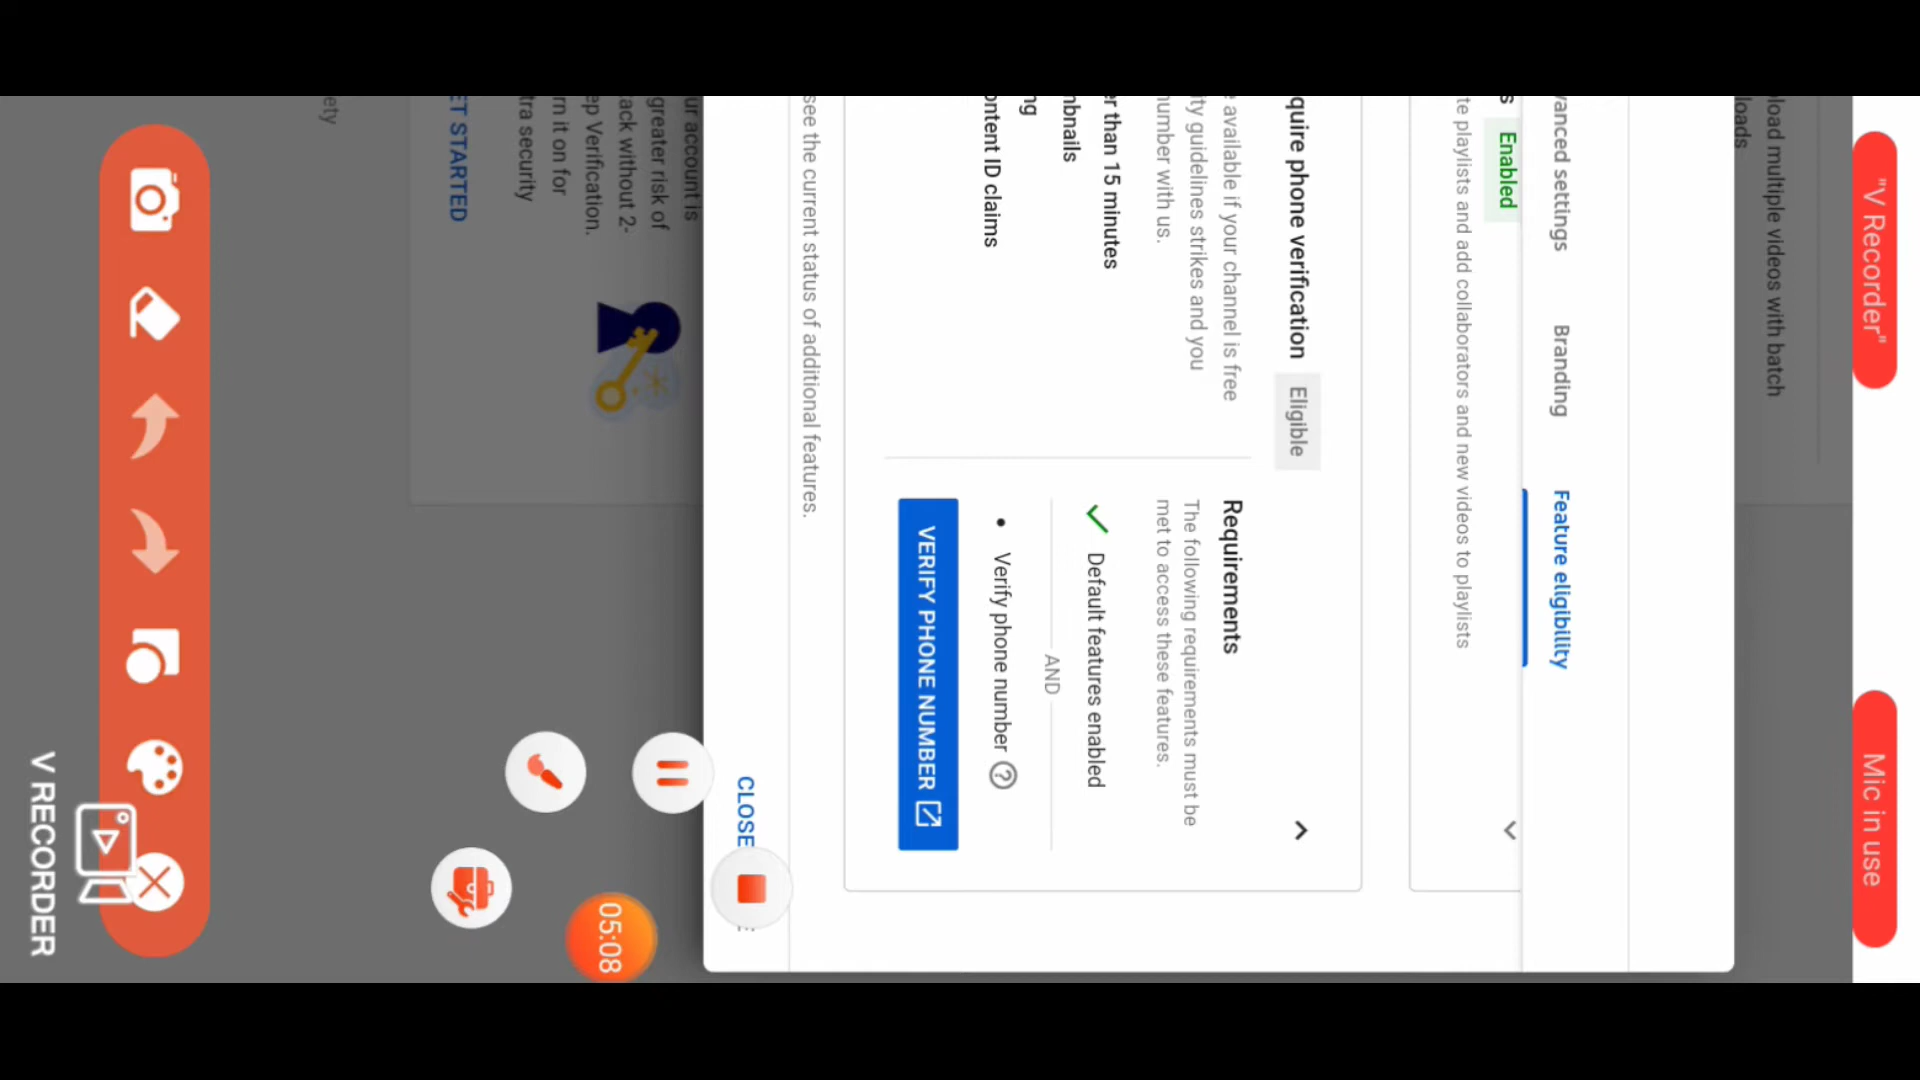 "V Recorder"
Mic in use
load multiple videos with batch
loads
vanced settings
Branding
Feature eligibility
s
Enabled
te playlists and add collaborators and new videos to playlists
quire phone verification
Eligible
available if your channel is free
ity guidelines strikes and you
number with us.
r than 15 minutes
nbnails
ng
ontent ID claims
Requirements
The following requirements must be
met to access these features.
Default features enabled
AND
• Verify phone number
VERIFY PHONE NUMBER
see the current status of additional features.
CLOSE
ur account is
greater risk of
ack without 2-
ep Verification.
rn it on for
tra security
ET STARTED
ety
05:08
V RECORDER